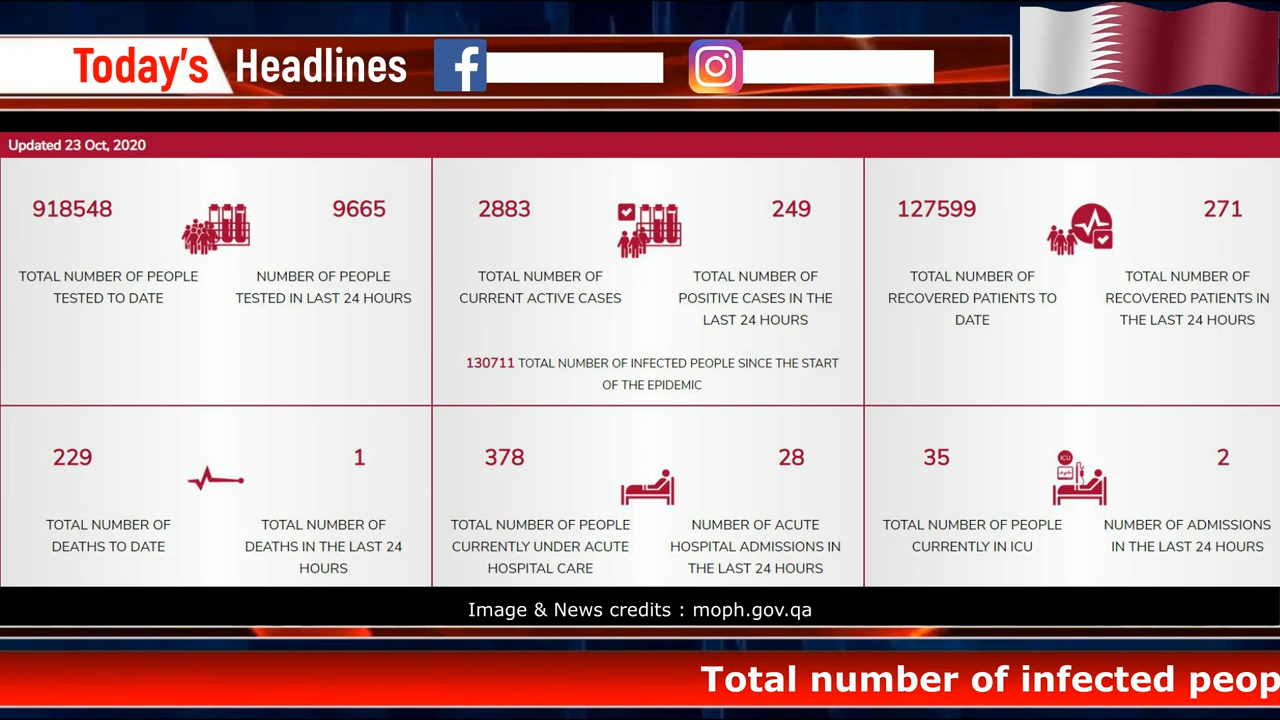 Today's Headlines
Updated 23 Oct, 2020
918548
9665
TOTAL NUMBER OF PEOPLE
TESTED TO DATE
NUMBER OF PEOPLE
TESTED IN LAST 24 HOURS
2883
249
TOTAL NUMBER OF
CURRENT ACTIVE CASES
TOTAL NUMBER OF
POSITIVE CASES IN THE
LAST 24 HOURS
130711 TOTAL NUMBER OF INFECTED PEOPLE SINCE THE START
OF THE EPIDEMIC
127599
271
TOTAL NUMBER OF
RECOVERED PATIENTS TO
DATE
TOTAL NUMBER OF
RECOVERED PATIENTS IN
THE LAST 24 HOURS
229
1
TOTAL NUMBER OF
DEATHS TO DATE
TOTAL NUMBER OF
DEATHS IN THE LAST 24
HOURS
378
28
TOTAL NUMBER OF PEOPLE
CURRENTLY UNDER ACUTE
HOSPITAL CARE
NUMBER OF ACUTE
HOSPITAL ADMISSIONS IN
THE LAST 24 HOURS
35
ICU
2
TOTAL NUMBER OF PEOPLE
CURRENTLY IN ICU
NUMBER OF ADMISSIONS
IN THE LAST 24 HOURS
Image & News credits : moph.gov.qa
Total number of infected peop